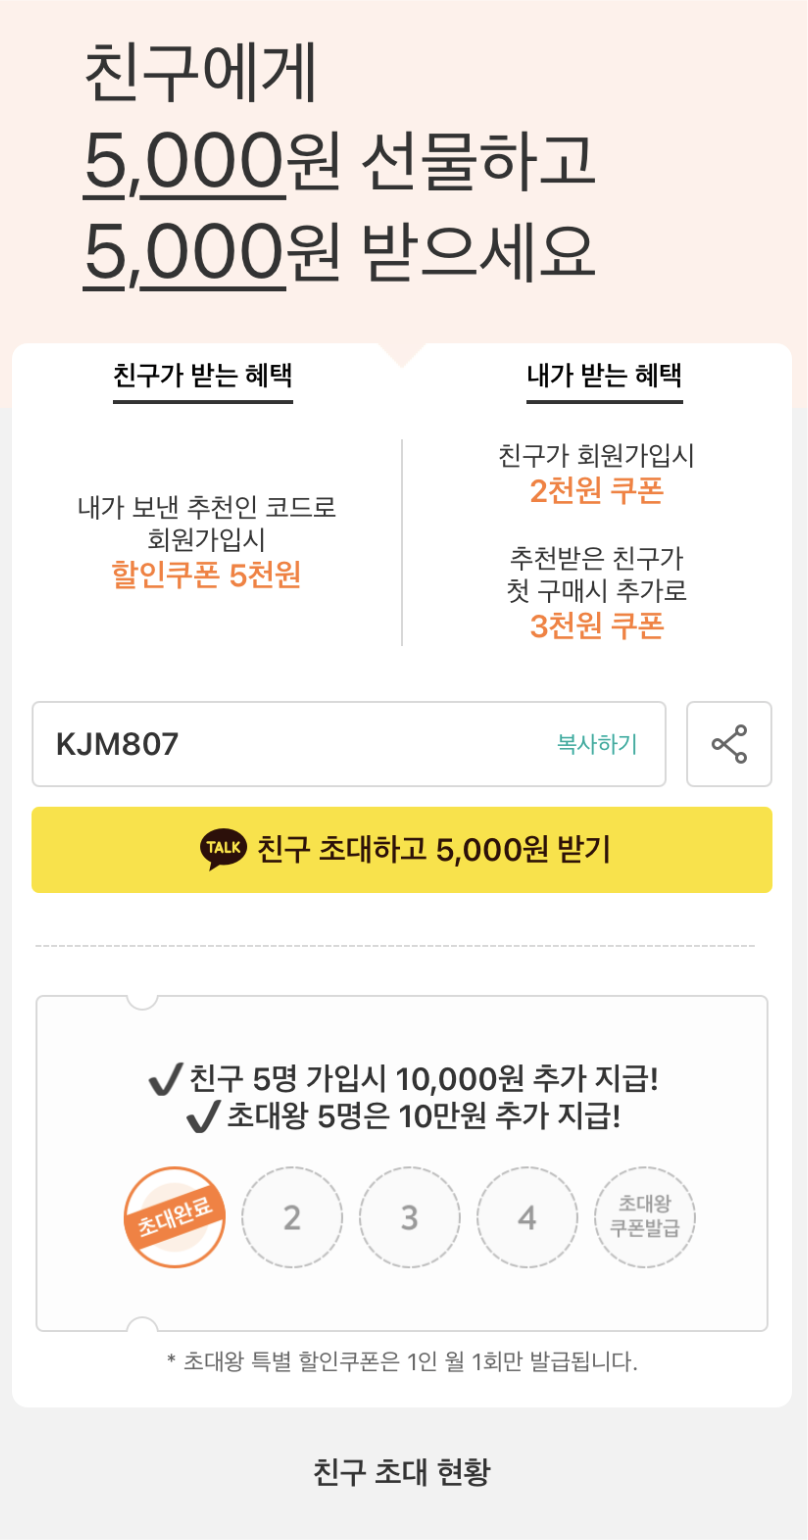 친구에게
5,000원 선물하고
5,000원 받으세요
친구가 받는 혜택
내가 보낸 추천인 코드로
회원가입시
할인쿠폰 5천원
내가 받는 혜택
친구가 회원가입시
2천원 쿠폰
추천받은 친구가
첫 구매시 추가로
3천원 쿠폰
KJM807 복사하기
TALK 친구 초대하고 5,000원 받기
✔친구 5명 가입시 10,000원 추가 지급!
✔초대왕 5명은 10만원 추가 지급!
초대완료 2 3 4 초대왕
쿠폰발급
* 초대왕 특별 할인쿠폰은 1인 월 1회만 발급됩니다.
친구 초대 현황